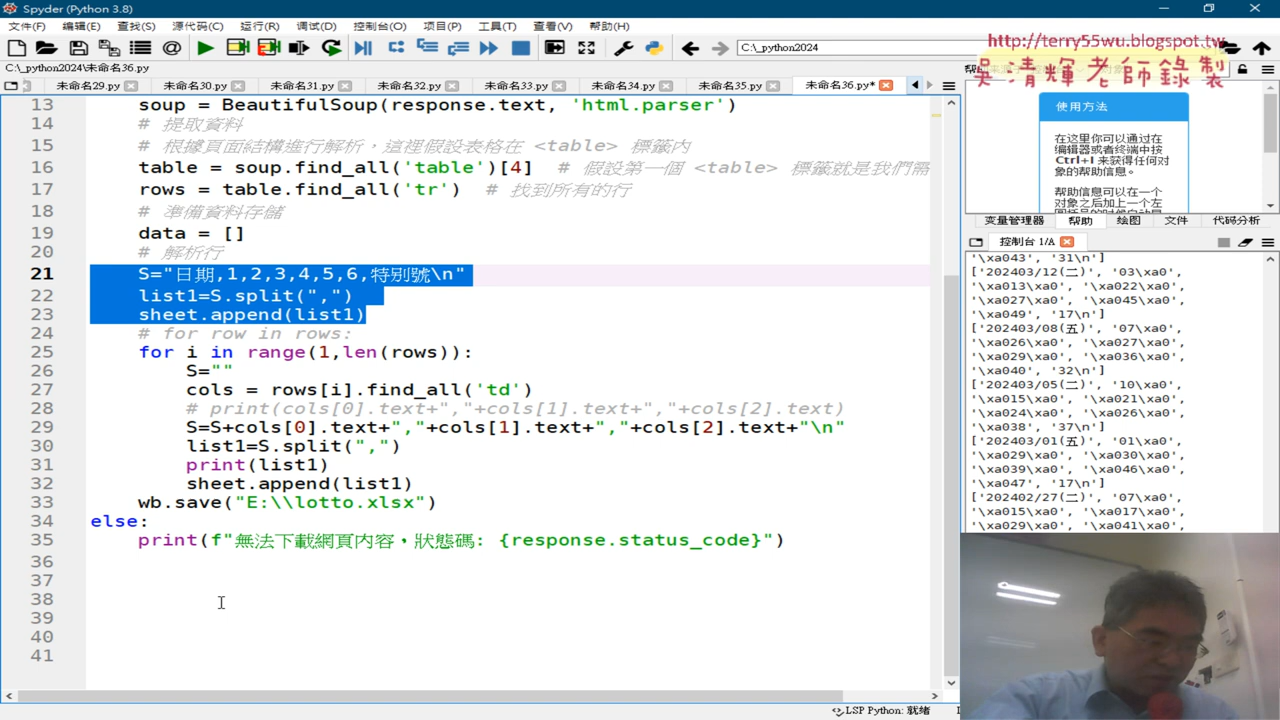 Spyder (Python 3.8)
文件(F) 编辑(E) 查找(S) 源代码(C) 运行(R) 调试(D) 控制台(O) 项目(P) 工具(T) 查看(V) 帮助(H)
C:\_python2024
http://terry55wu.blogspot.tw
吳清輝老師錄製
C:\_python2024\未命名36.py
未命名29.py 未命名30.py 未命名31.py 未命名32.py 未命名33.py 未命名34.py 未命名35.py 未命名36.py*
13 soup = BeautifulSoup(response.text, 'html.parser')
14 # 提取資料
15 # 根據頁面結構進行解析，這裡假設表格在 <table> 標籤內
16 table = soup.find_all('table')[4] # 假設第一個 <table> 標籤就是我們需
17 rows = table.find_all('tr') # 找到所有的行
18 # 準備資料存儲
19 data = []
20 # 解析行
21 S="日期,1,2,3,4,5,6,特別號\n"
22 list1=S.split(",")
23 sheet.append(list1)
24 # for row in rows:
25 for i in range(1,len(rows)):
26 S=""
27 cols = rows[i].find_all('td')
28 # print(cols[0].text+","+cols[1].text+","+cols[2].text)
29 S=S+cols[0].text+","+cols[1].text+","+cols[2].text+"\n"
30 list1=S.split(",")
31 print(list1)
32 sheet.append(list1)
33 wb.save("E:\\lotto.xlsx")
34 else:
35 print(f"無法下載網頁內容，狀態碼: {response.status_code}")
36
37
38
39
40
41
使用方法
在这里你可以通过在
编辑器或者终端中按
Ctrl+I 来获得任何对
象的帮助信息。
帮助信息可以在一个
对象之后加上一个左
变量管理器 帮助 绘图 文件 代码分析
控制台 1/A
'\xa043', '31\n']
['202403/12(二)', '03\xa0',
'\xa013\xa0', '\xa022\xa0',
'\xa027\xa0', '\xa045\xa0',
'\xa049', '17\n']
['202403/08(五)', '07\xa0',
'\xa026\xa0', '\xa027\xa0',
'\xa029\xa0', '\xa036\xa0',
'\xa040', '32\n']
['202403/05(二)', '10\xa0',
'\xa015\xa0', '\xa021\xa0',
'\xa024\xa0', '\xa026\xa0',
'\xa038', '37\n']
['202403/01(五)', '01\xa0',
'\xa029\xa0', '\xa030\xa0',
'\xa039\xa0', '\xa046\xa0',
'\xa047', '17\n']
['202402/27(二)', '07\xa0',
'\xa015\xa0', '\xa017\xa0',
'\xa029\xa0', '\xa041\xa0',
LSP Python: 就绪